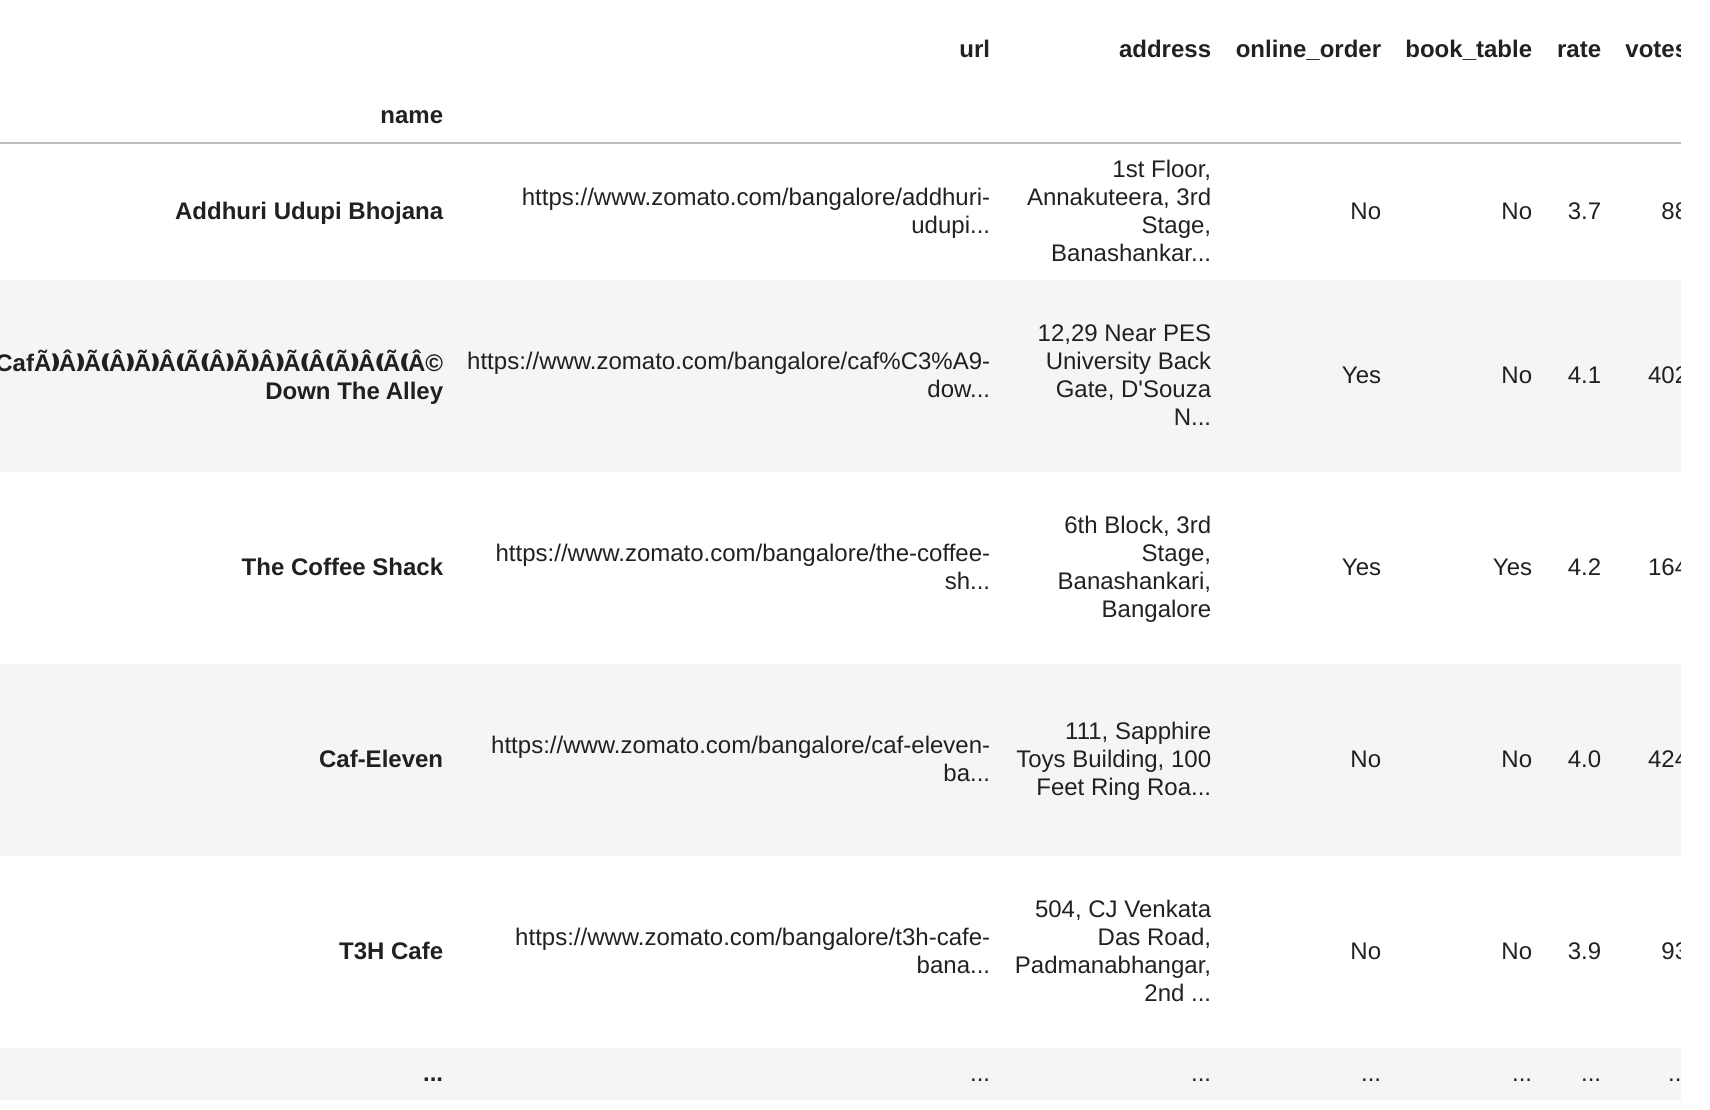 url address online_order book_table rate votes
name
1st Floor,
Annakuteera, 3rd
Stage,
Banashankar...
Addhuri Udupi Bhojana
https://www.zomato.com/bangalore/addhuri-
udupi...
No No 3.7 88
12,29 Near PES
University Back
Gate, D'Souza
N...
Down The Alley
https://www.zomato.com/bangalore/caf%C3%A9-
dow...
Yes No 4.1 402
6th Block, 3rd
Stage,
Banashankari,
Bangalore
The Coffee Shack
https://www.zomato.com/bangalore/the-coffee-
sh...
Yes Yes 4.2 164
111, Sapphire
Toys Building, 100
Feet Ring Roa...
Caf-Eleven
https://www.zomato.com/bangalore/caf-eleven-
ba...
No No 4.0 424
504, CJ Venkata
Das Road,
Padmanabhangar,
2nd ...
T3H Cafe
https://www.zomato.com/bangalore/t3h-cafe-
bana...
No No 3.9 93
... ... ... ... ... ... ..